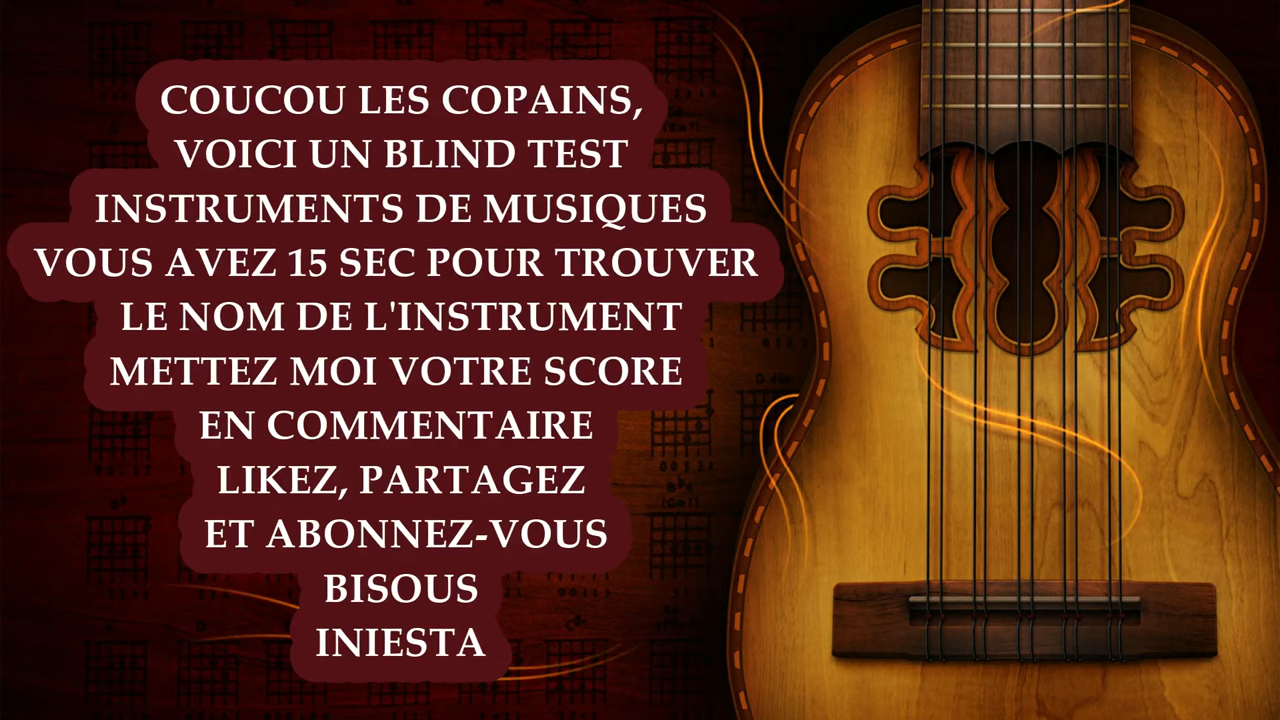 COUCOU LES COPAINS,
VOICI UN BLIND TEST
INSTRUMENTS DE MUSIQUES
VOUS AVEZ 15 SEC POUR TROUVER
LE NOM DE L'INSTRUMENT
METTEZ MOI VOTRE SCORE
EN COMMENTAIRE
LIKEZ, PARTAGEZ
ET ABONNEZ-VOUS
BISOUS
INIESTA